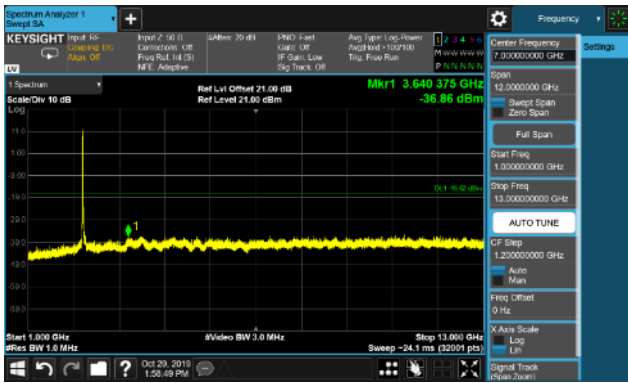 Spectrum Analyzer 1
Swept SA
+
Frequency
KEYSIGHT
Input: RF
Coupling: DC
Align: Off
Input Z: 50 Ω
Corrections: Off
Freq Ref: Int (S)
NFE: Adaptive
#Atten: 20 dB
PNO: Fast
Gate: Off
IF Gain: Low
Sig Track: Off
Avg Type: Log-Power
Avg|Hold: >100/100
Trig: Free Run
1 2 3 4 5 6
M W W W W W
P N N N N N
LV
1 Spectrum
Scale/Div 10 dB
Ref Lvl Offset 21.00 dB
Ref Level 21.00 dBm
Mkr1 3.640 375 GHz
-36.86 dBm
Log
11.0
1.00
-9.00
-19.0
-29.0
-39.0
-49.0
-59.0
-69.0
1
Start 1.000 GHz
#Res BW 1.0 MHz
#Video BW 3.0 MHz
Stop 13.000 GHz
Sweep ~24.1 ms (32001 pts)
Oct 29, 2019
1:58:49 PM
Center Frequency
7.000000000 GHz
Settings
Span
12.0000000 GHz
Swept Span
Zero Span
Full Span
Start Freq
1.000000000 GHz
Stop Freq
13.000000000 GHz
AUTO TUNE
CF Step
1.200000000 GHz
Auto
Man
Freq Offset
0 Hz
X Axis Scale
Log
Lin
Signal Track
(Span Zoom)